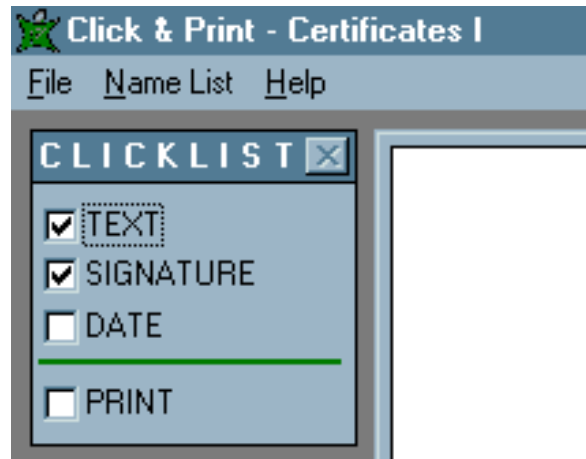 Click & Print - Certificates I
File Name List Help
CLICKLIST
TEXT
SIGNATURE
DATE
PRINT